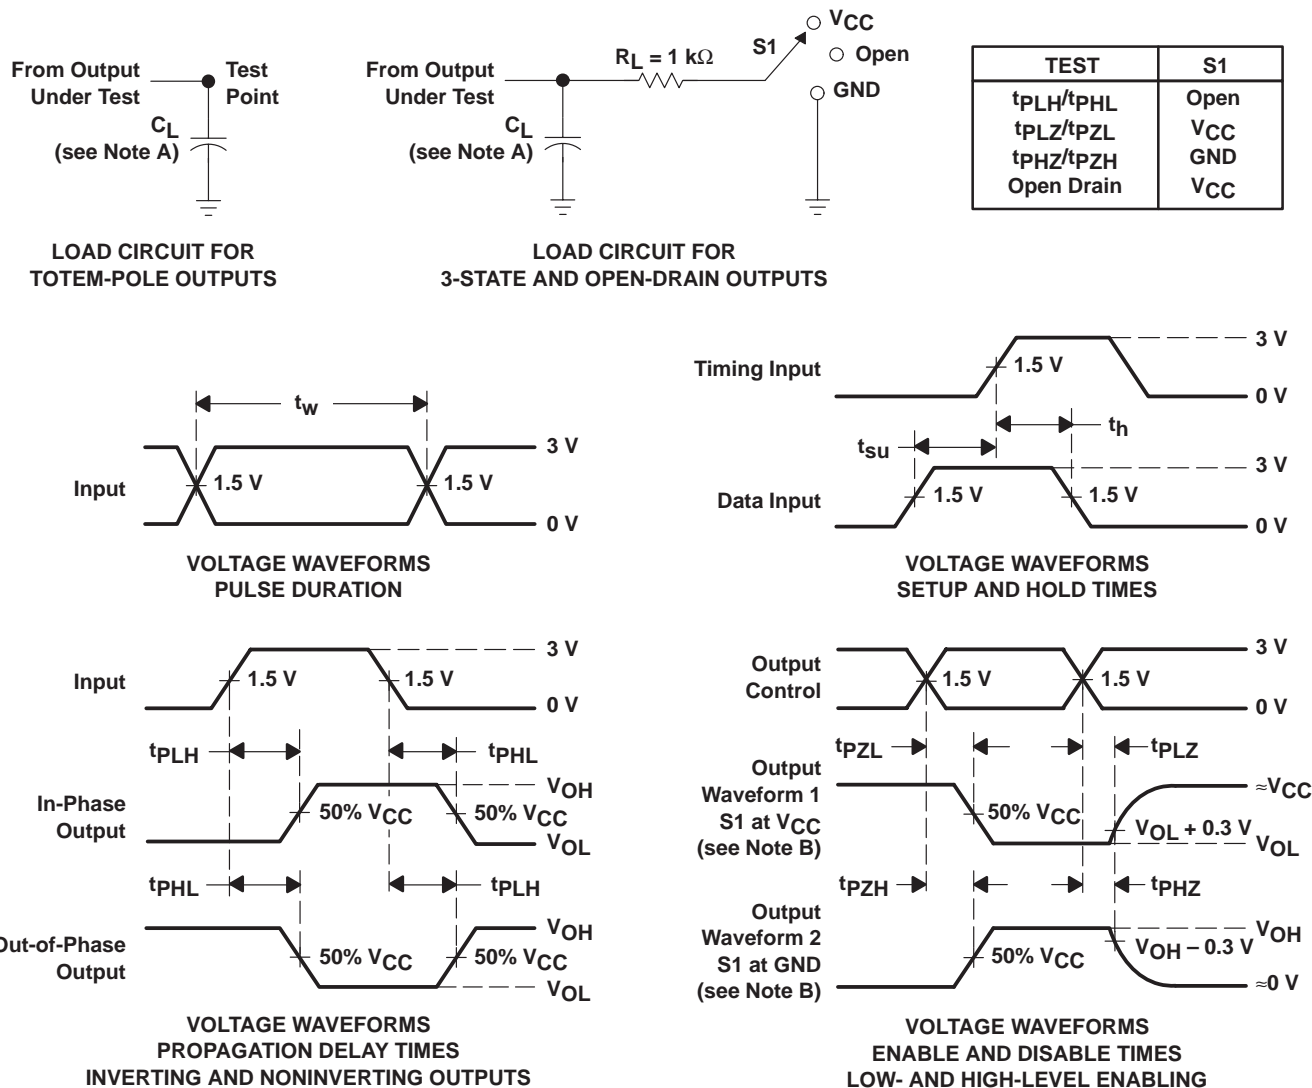 From Output
Under Test
Test
Point
CL
(see Note A)
LOAD CIRCUIT FOR
TOTEM-POLE OUTPUTS
From Output
Under Test
CL
(see Note A)
RL = 1 kΩ
S1
VCC
Open
GND
LOAD CIRCUIT FOR
3-STATE AND OPEN-DRAIN OUTPUTS
TEST S1
tPLH/tPHL Open
tPLZ/tPZL VCC
tPHZ/tPZH GND
Open Drain VCC
tw
Input
1.5 V
1.5 V
3 V
0 V
VOLTAGE WAVEFORMS
PULSE DURATION
Timing Input
1.5 V
3 V
0 V
tsu
th
Data Input
1.5 V
1.5 V
3 V
0 V
VOLTAGE WAVEFORMS
SETUP AND HOLD TIMES
Input
1.5 V
1.5 V
3 V
0 V
tPLH
tPHL
In-Phase
Output
50% VCC
50% VCC
VOH
VOL
tPHL
tPLH
Out-of-Phase
Output
50% VCC
50% VCC
VOH
VOL
VOLTAGE WAVEFORMS
PROPAGATION DELAY TIMES
INVERTING AND NONINVERTING OUTPUTS
Output
Control
1.5 V
1.5 V
3 V
0 V
tPZL
tPLZ
Output
Waveform 1
S1 at VCC
(see Note B)
50% VCC
VOL + 0.3 V
≈VCC
VOL
tPZH
tPHZ
Output
Waveform 2
S1 at GND
(see Note B)
50% VCC
VOH − 0.3 V
VOH
≈0 V
VOLTAGE WAVEFORMS
ENABLE AND DISABLE TIMES
LOW- AND HIGH-LEVEL ENABLING